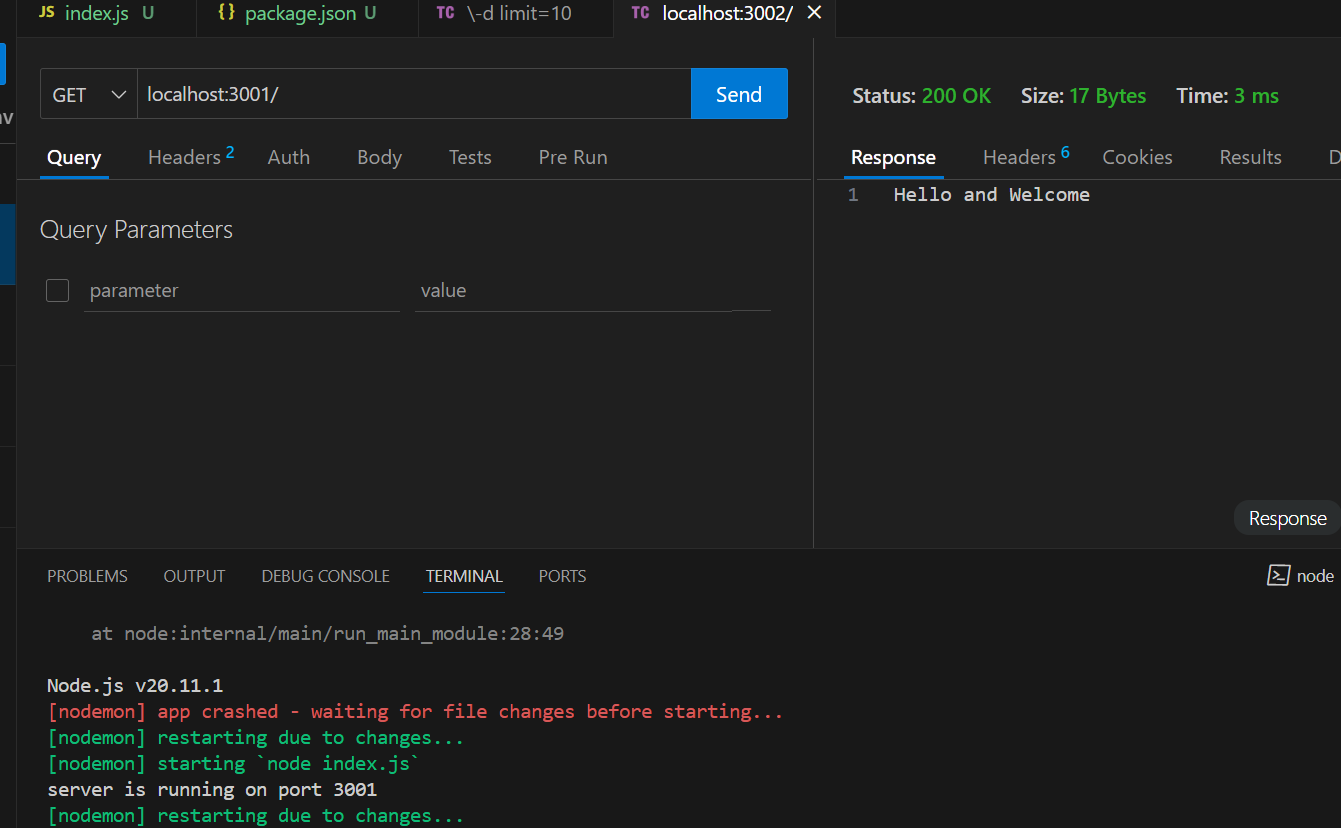 JS index.js U {} package.json U TC \-d limit=10 TC localhost:3002/ ×
GET localhost:3001/ Send
Status: 200 OK Size: 17 Bytes Time: 3 ms
Query Headers 2 Auth Body Tests Pre Run
Response Headers 6 Cookies Results D
1 Hello and Welcome
Query Parameters
parameter value
Response
PROBLEMS OUTPUT DEBUG CONSOLE TERMINAL PORTS node
at node:internal/main/run_main_module:28:49
Node.js v20.11.1
[nodemon] app crashed - waiting for file changes before starting...
[nodemon] restarting due to changes...
[nodemon] starting `node index.js`
server is running on port 3001
[nodemon] restarting due to changes...